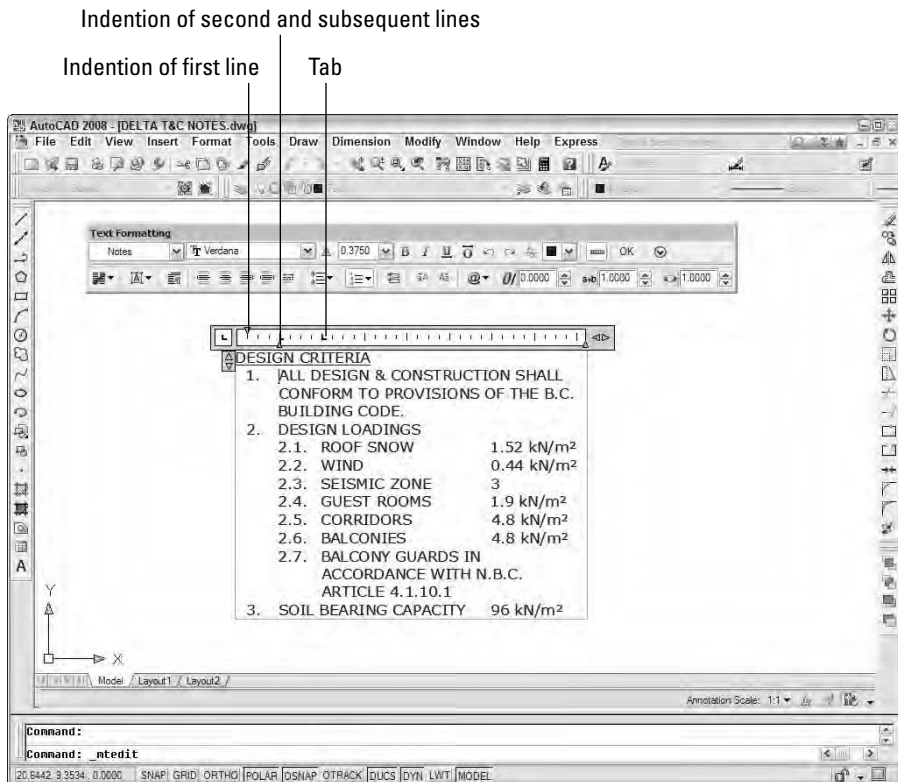 Indention of second and subsequent lines
Indention of first line
Tab
AutoCAD 2008 - [DELTA T&C NOTES.dwg]
File Edit View Insert Format Tools Draw Dimension Modify Window Help Express
Text Formatting
Notes Verdana 0.3750 B I U O OK
@ 0/ 0.0000 a•b 1.0000 1.0000
DESIGN CRITERIA
1. ALL DESIGN & CONSTRUCTION SHALL
CONFORM TO PROVISIONS OF THE B.C.
BUILDING CODE.
2. DESIGN LOADINGS
2.1. ROOF SNOW 1.52 kN/m²
2.2. WIND 0.44 kN/m²
2.3. SEISMIC ZONE 3
2.4. GUEST ROOMS 1.9 kN/m²
2.5. CORRIDORS 4.8 kN/m²
2.6. BALCONIES 4.8 kN/m²
2.7. BALCONY GUARDS IN
ACCORDANCE WITH N.B.C.
ARTICLE 4.1.10.1
3. SOIL BEARING CAPACITY 96 kN/m²
A
Y
X
Model / Layout1 / Layout2 /
Annotation Scale: 1:1
Command:
Command: _mtedit
20.6442, 9.3534, 0.0000 SNAP GRID ORTHO POLAR OSNAP OTRACK DUCS DYN LWT MODEL